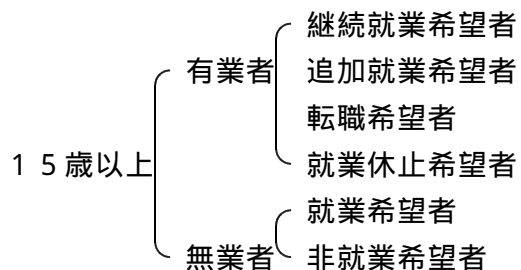 継続就業希望者
有業者 追加就業希望者
転職希望者
15歳以上 就業休止希望者
就業希望者
無業者 非就業希望者